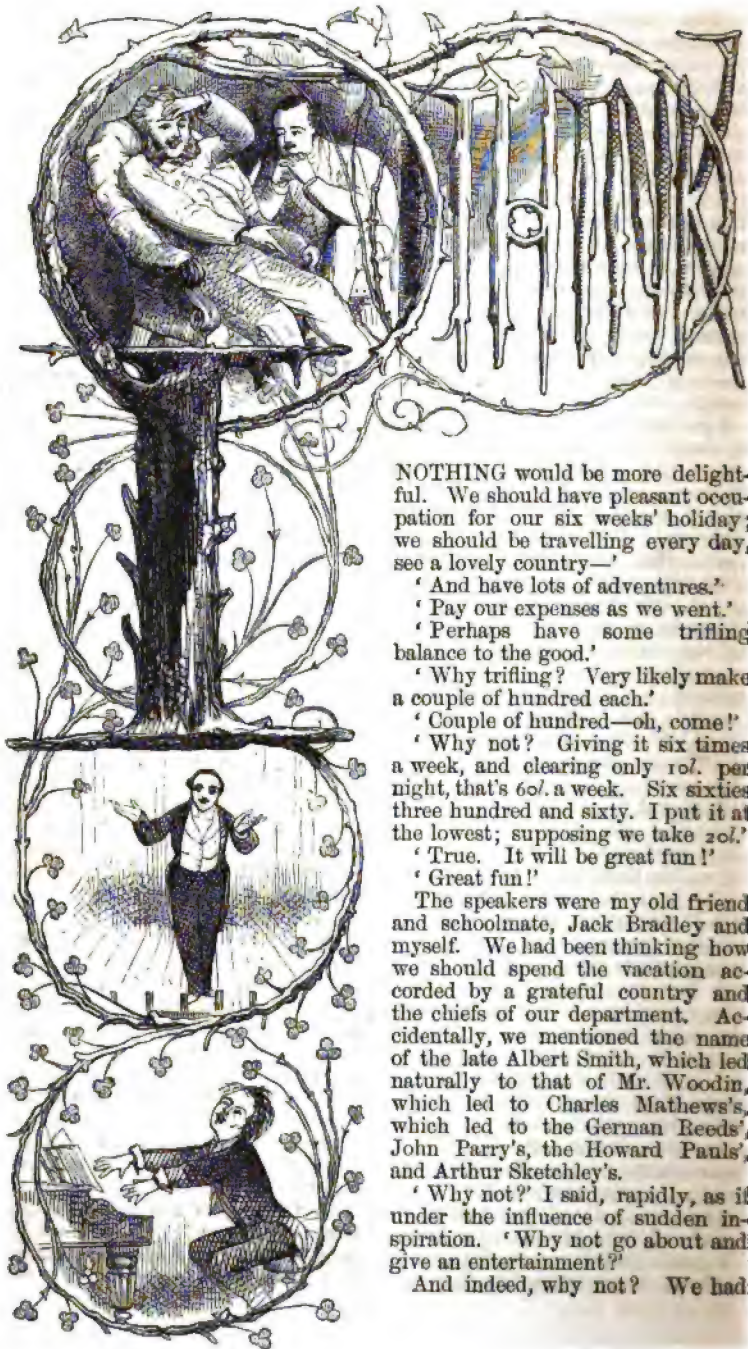 I THINK
NOTHING would be more delight-
ful. We should have pleasant occu-
pation for our six weeks' holiday;
we should be travelling every day,
see a lovely country—'
' And have lots of adventures.'
' Pay our expenses as we went.'
' Perhaps have some trifling
balance to the good.'
' Why trifling? Very likely make
a couple of hundred each.'
' Couple of hundred—oh, come!'
' Why not? Giving it six times
a week, and clearing only 10l. per
night, that's 60l. a week. Six sixties
three hundred and sixty. I put it at
the lowest; supposing we take 20l.'
' True. It will be great fun!'
' Great fun!'
The speakers were my old friend
and schoolmate, Jack Bradley and
myself. We had been thinking how
we should spend the vacation ac-
corded by a grateful country and
the chiefs of our department. Ac-
cidentally, we mentioned the name
of the late Albert Smith, which led
naturally to that of Mr. Woodin,
which led to Charles Mathews's,
which led to the German Reeds',
John Parry's, the Howard Pauls',
and Arthur Sketchley's.
' Why not?' I said, rapidly, as if
under the influence of sudden in-
spiration. ' Why not go about and
give an entertainment?'
And indeed, why not? We had